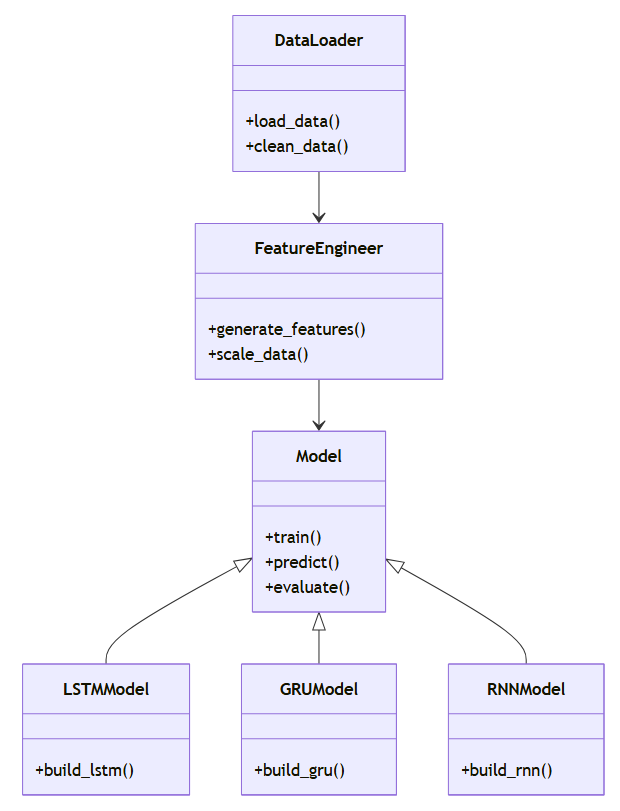 DataLoader
+load_data()
+clean_data()
FeatureEngineer
+generate_features()
+scale_data()
Model
+train()
+predict()
+evaluate()
LSTMModel
+build_lstm()
GRUModel
+build_gru()
RNNModel
+build_rnn()